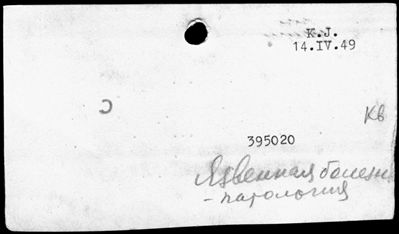 K.J.
14.IV.49
Кв
395020
Язвенная болезнь
- патология